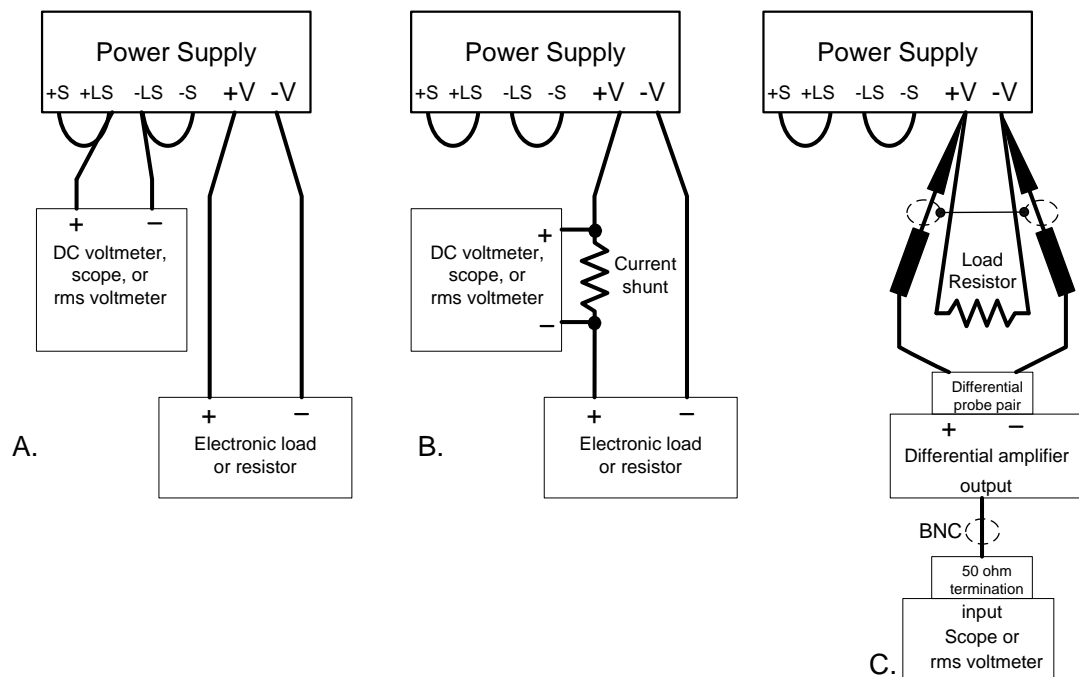 Power Supply
+S +LS -LS -S +V -V
+ −
DC voltmeter,
scope, or
rms voltmeter
+ −
Electronic load
or resistor
A.
Power Supply
+S +LS -LS -S +V -V
+
DC voltmeter,
scope, or
rms voltmeter
−
Current
shunt
+ −
Electronic load
or resistor
B.
Power Supply
+S +LS -LS -S +V -V
Load
Resistor
Differential
probe pair
+ −
Differential amplifier
output
BNC
50 ohm
termination
input
Scope or
rms voltmeter
C.